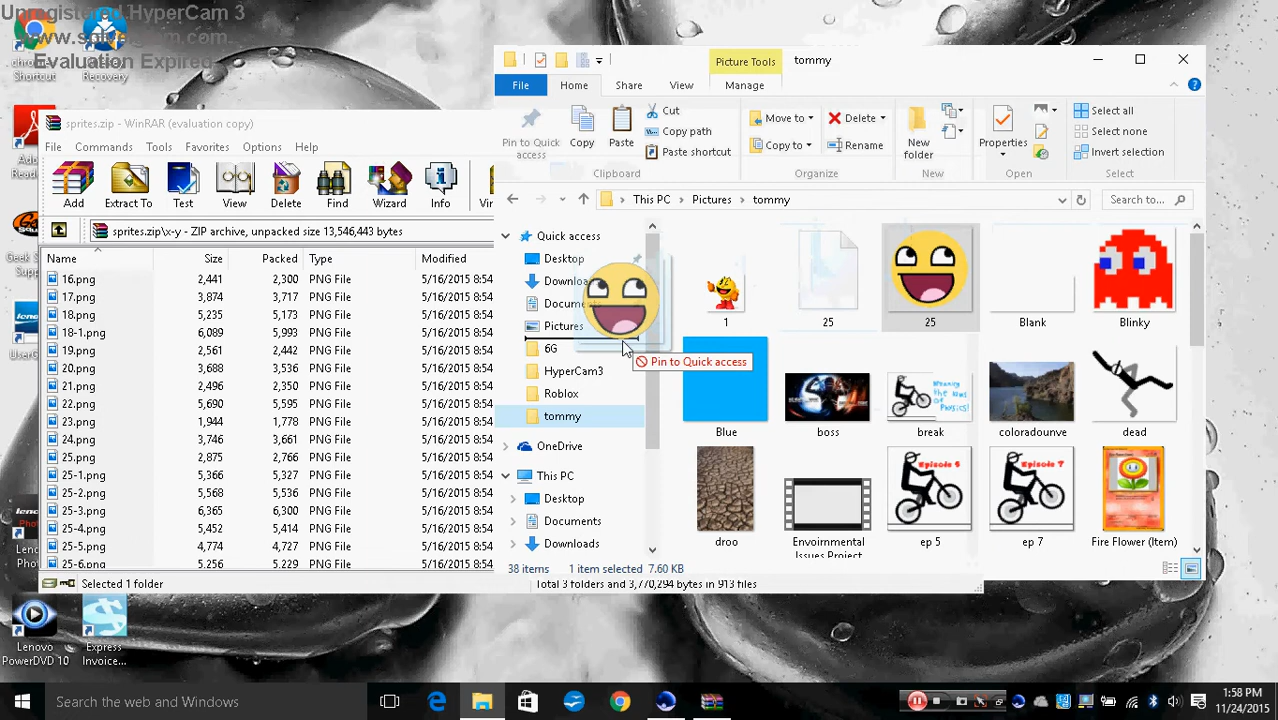 Unregistered HyperCam 3
Evaluation Expired
Shortcut
Recovery
sprites.zip - WinRAR (evaluation copy)
File Commands Tools Favorites Options Help
Add Extract To Test View Delete Find Wizard Info
sprites.zip\x-y - ZIP archive, unpacked size 13,546,443 bytes
Name Size Packed Type Modified
16.png 2,441 2,300 PNG File 5/16/2015 8:54
17.png 3,874 3,717 PNG File 5/16/2015 8:54
18.png 5,235 5,173 PNG File 5/16/2015 8:54
18-1.png 6,089 5,993 PNG File 5/16/2015 8:54
19.png 2,561 2,442 PNG File 5/16/2015 8:54
20.png 3,688 3,536 PNG File 5/16/2015 8:54
21.png 2,496 2,350 PNG File 5/16/2015 8:54
22.png 5,690 5,595 PNG File 5/16/2015 8:54
23.png 1,944 1,778 PNG File 5/16/2015 8:54
24.png 3,746 3,661 PNG File 5/16/2015 8:54
25.png 2,875 2,766 PNG File 5/16/2015 8:54
25-1.png 5,366 5,327 PNG File 5/16/2015 8:54
25-2.png 5,568 5,536 PNG File 5/16/2015 8:54
25-3.png 6,365 6,300 PNG File 5/16/2015 8:54
25-4.png 5,452 5,414 PNG File 5/16/2015 8:54
25-5.png 4,774 4,727 PNG File 5/16/2015 8:54
25-6.png 5,256 5,229 PNG File 5/16/2015 8:54
Selected 1 folder
Total 3 folders and 3,770,294 bytes in 913 files
Picture Tools tommy
File Home Share View Manage
Pin to Quick access
Copy
Paste
Cut
Copy path
Paste shortcut
Clipboard
Move to
Copy to
Delete
Rename
Organize
New folder
New
Properties
Open
Select all
Select none
Invert selection
Select
This PC Pictures tommy
Search to...
Quick access
Desktop
Pictures
6G
HyperCam3
Roblox
tommy
OneDrive
This PC
Desktop
Documents
Downloads
Pin to Quick access
1 25 25 Blank Blinky
Blue boss break coloradounve dead
droo Envoirnmental Issues Project ep 5 ep 7 Fire Flower (Item)
Episode 5
Episode 7
38 items 1 item selected 7.60 KB
Lenovo PowerDVD 10
Express Invoice...
Search the web and Windows
1:58 PM
11/24/2015